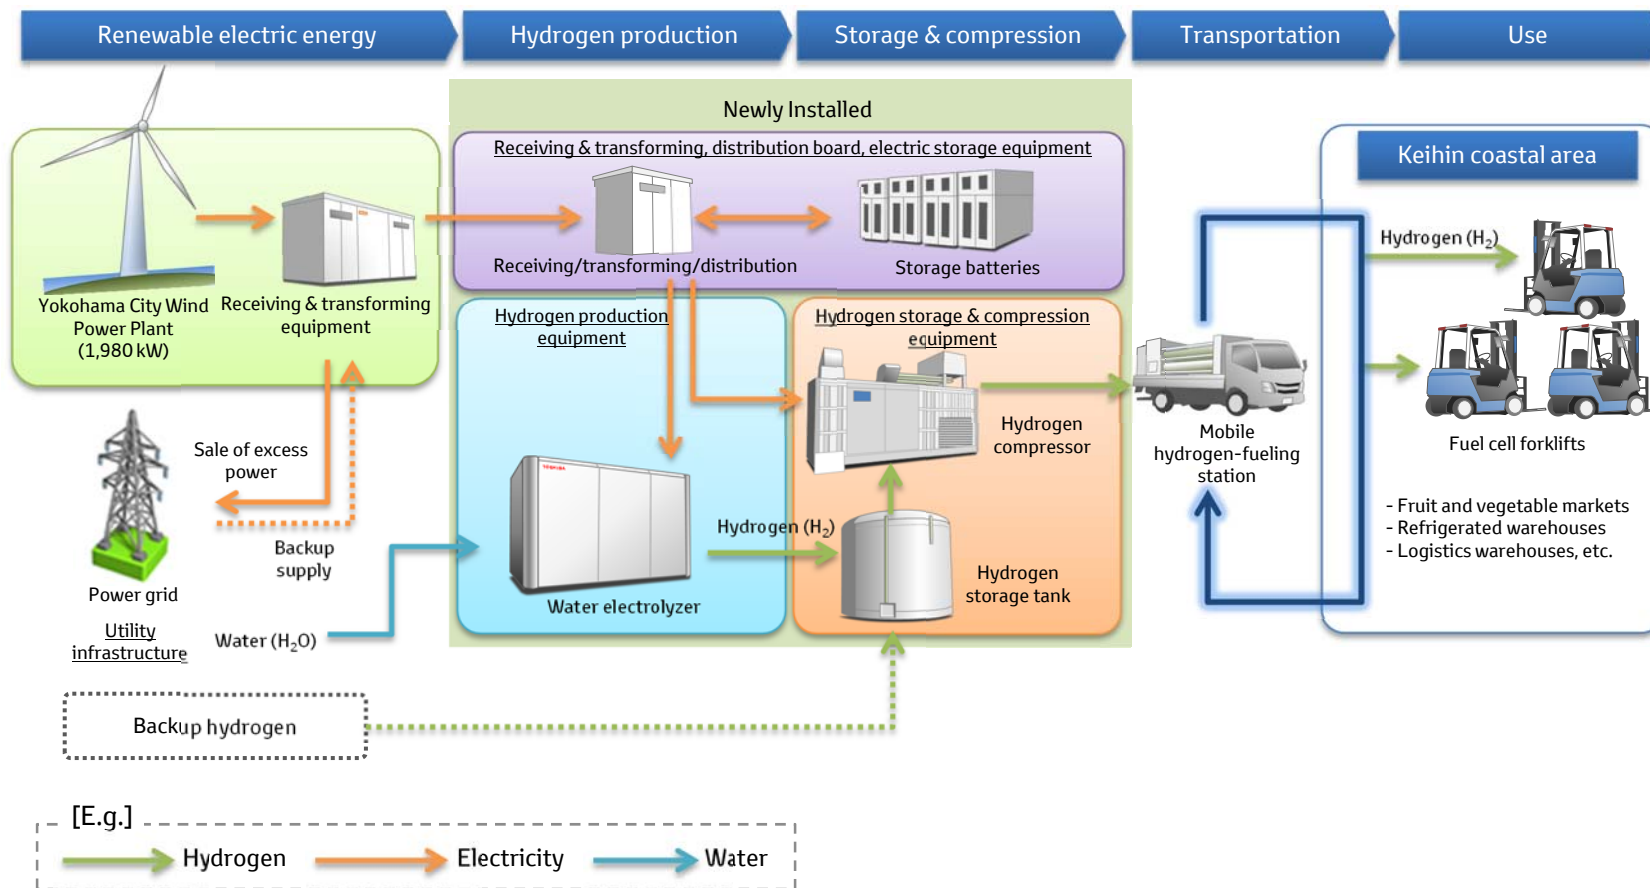 Renewable electric energy
Hydrogen production
Storage & compression
Transportation
Use
Newly Installed
Receiving & transforming, distribution board, electric storage equipment
Keihin coastal area
Hydrogen (H₂)
Receiving/transforming/distribution
Storage batteries
Yokohama City Wind
Power Plant
(1,980 kW)
Receiving & transforming
equipment
Hydrogen production
equipment
Hydrogen storage & compression
equipment
Hydrogen
compressor
Mobile
hydrogen-fueling
station
Fuel cell forklifts
Sale of excess
power
TOSHIBA
- Fruit and vegetable markets
- Refrigerated warehouses
- Logistics warehouses, etc.
Hydrogen (H₂)
Backup
supply
Hydrogen
storage tank
Power grid
Water electrolyzer
Utility
infrastructure
Water (H₂O)
Backup hydrogen
[E.g.]
Hydrogen
Electricity
Water